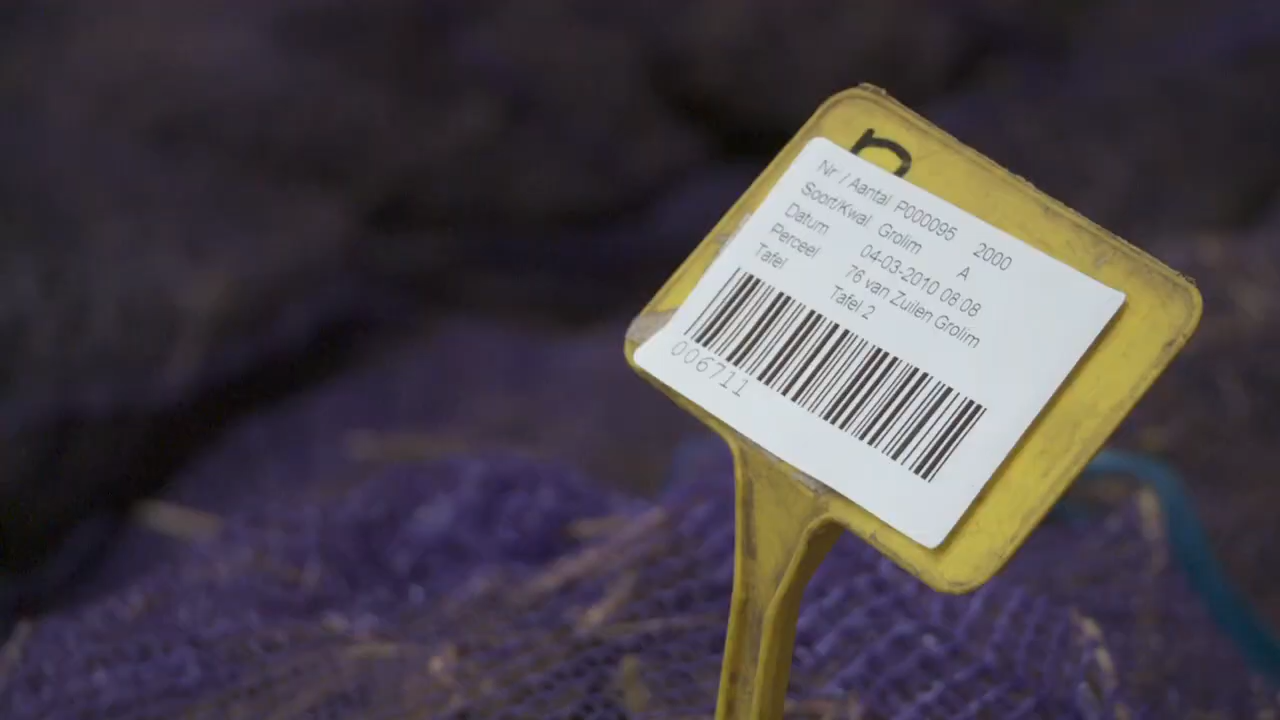 n
Nr / Aantal P000095 2000
Soort/Kwal. Grolim A
Datum 04-03-2010 08:08
Perceel 76 van Zuilen Grolim
Tafel Tafel 2
006711